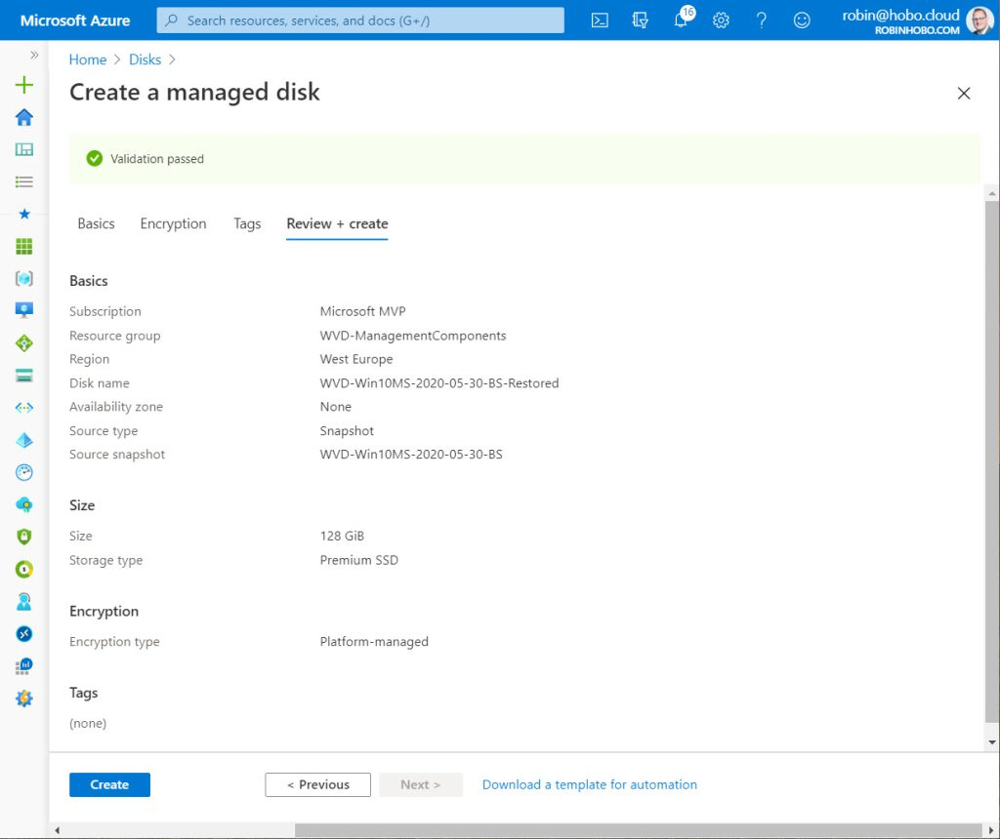 Microsoft Azure
Search resources, services, and docs (G+/)
16
robin@hobo.cloud
ROBINHOBO.COM
Home > Disks >
Create a managed disk
Validation passed
Basics Encryption Tags Review + create
Basics
Subscription Microsoft MVP
Resource group WVD-ManagementComponents
Region West Europe
Disk name WVD-Win10MS-2020-05-30-BS-Restored
Availability zone None
Source type Snapshot
Source snapshot WVD-Win10MS-2020-05-30-BS
Size
Size 128 GiB
Storage type Premium SSD
Encryption
Encryption type Platform-managed
Tags
(none)
Create < Previous Next > Download a template for automation